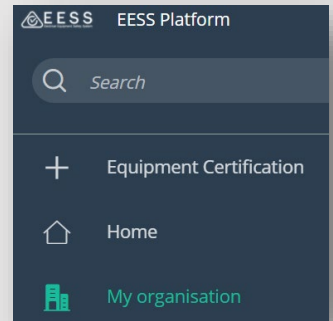 EESS EESS Platform
Search
Equipment Certification
Home
My organisation